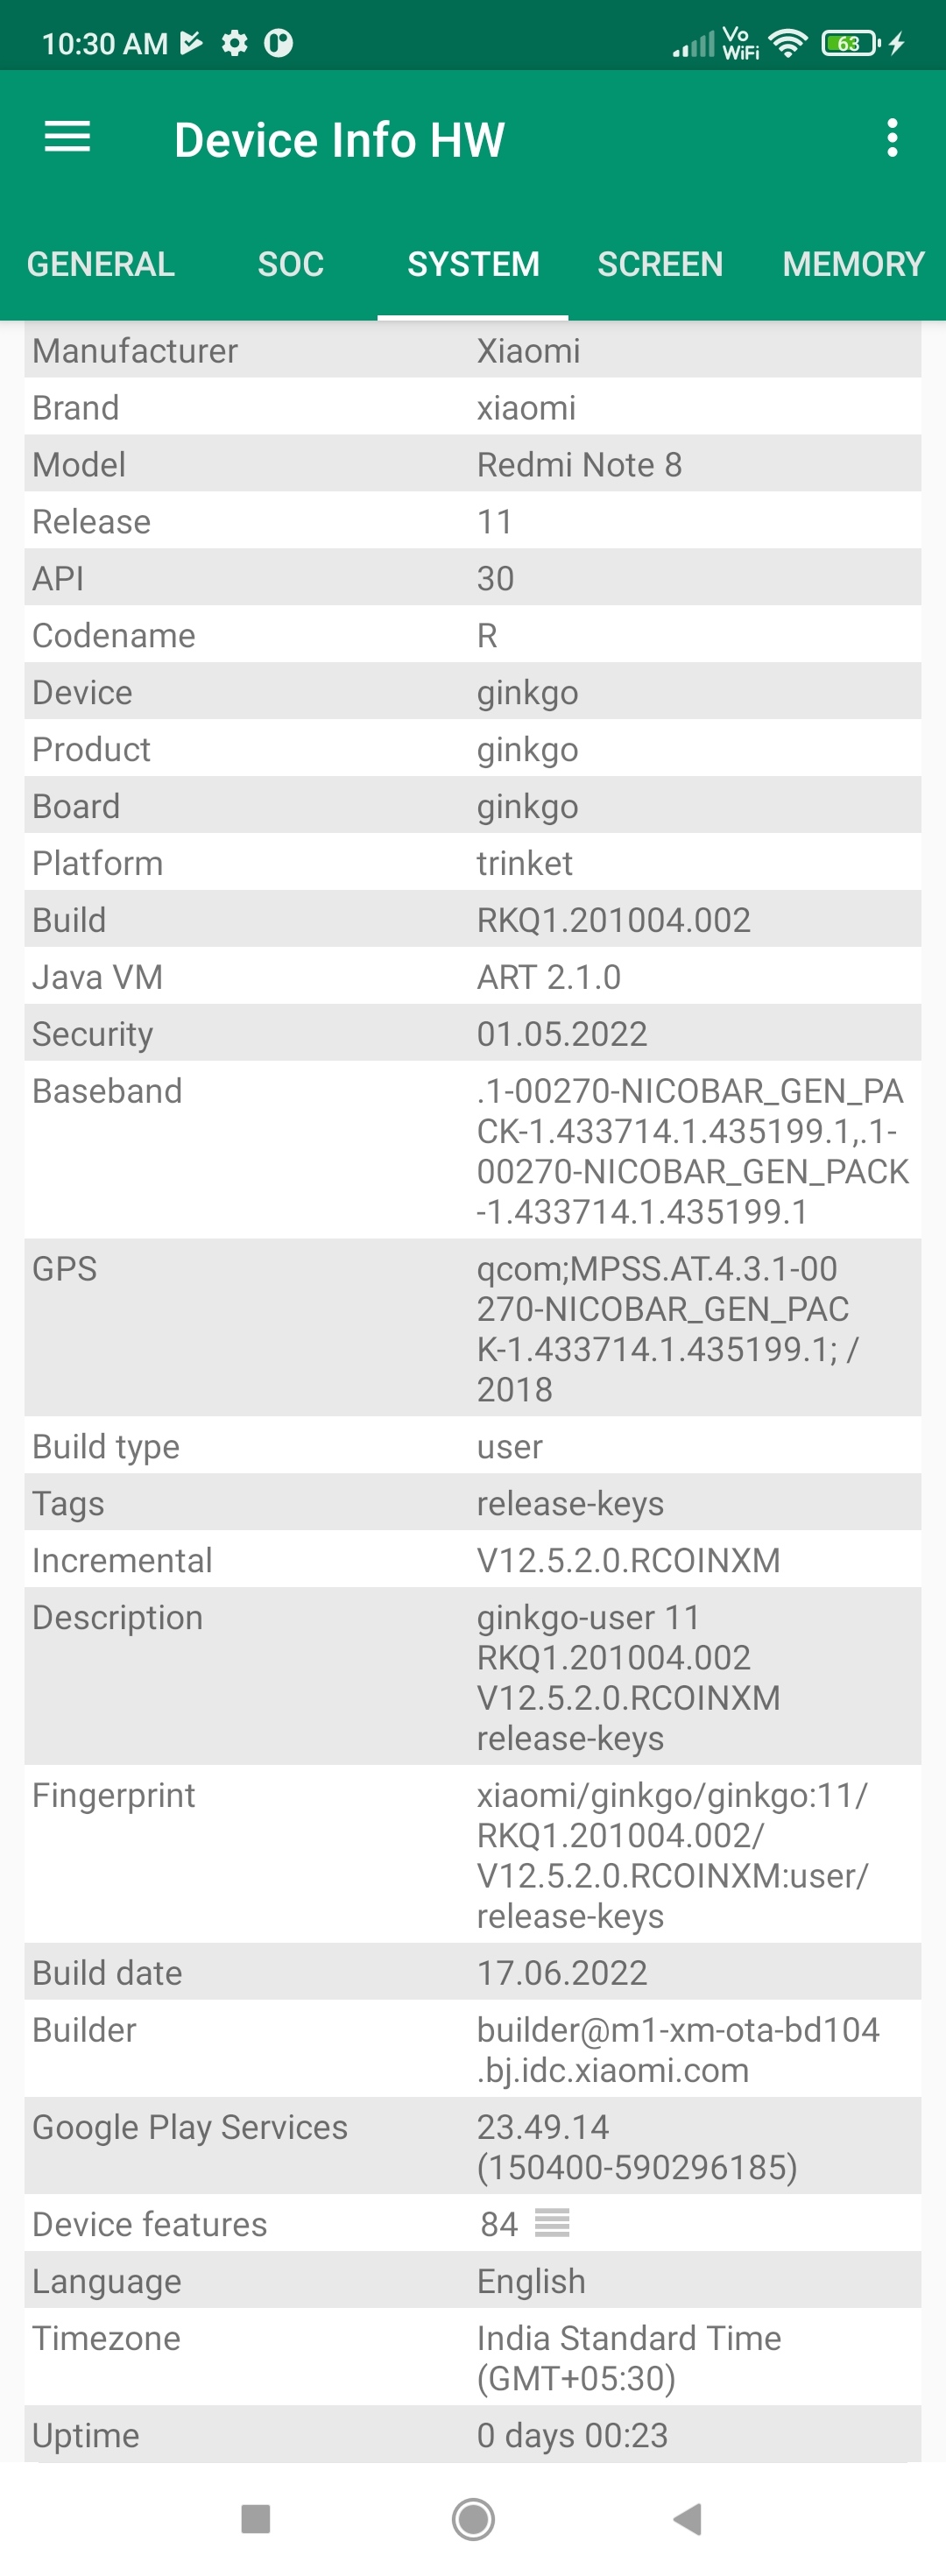 10:30 AM
Vo
WiFi
63
Device Info HW
GENERAL SOC SYSTEM SCREEN MEMORY
Manufacturer Xiaomi
Brand xiaomi
Model Redmi Note 8
Release 11
API 30
Codename R
Device ginkgo
Product ginkgo
Board ginkgo
Platform trinket
Build RKQ1.201004.002
Java VM ART 2.1.0
Security 01.05.2022
Baseband .1-00270-NICOBAR_GEN_PA
CK-1.433714.1.435199.1,.1-
00270-NICOBAR_GEN_PACK
-1.433714.1.435199.1
GPS qcom;MPSS.AT.4.3.1-00
270-NICOBAR_GEN_PAC
K-1.433714.1.435199.1; /
2018
Build type user
Tags release-keys
Incremental V12.5.2.0.RCOINXM
Description ginkgo-user 11
RKQ1.201004.002
V12.5.2.0.RCOINXM
release-keys
Fingerprint xiaomi/ginkgo/ginkgo:11/
RKQ1.201004.002/
V12.5.2.0.RCOINXM:user/
release-keys
Build date 17.06.2022
Builder builder@m1-xm-ota-bd104
.bj.idc.xiaomi.com
Google Play Services 23.49.14
(150400-590296185)
Device features 84
Language English
Timezone India Standard Time
(GMT+05:30)
Uptime 0 days 00:23